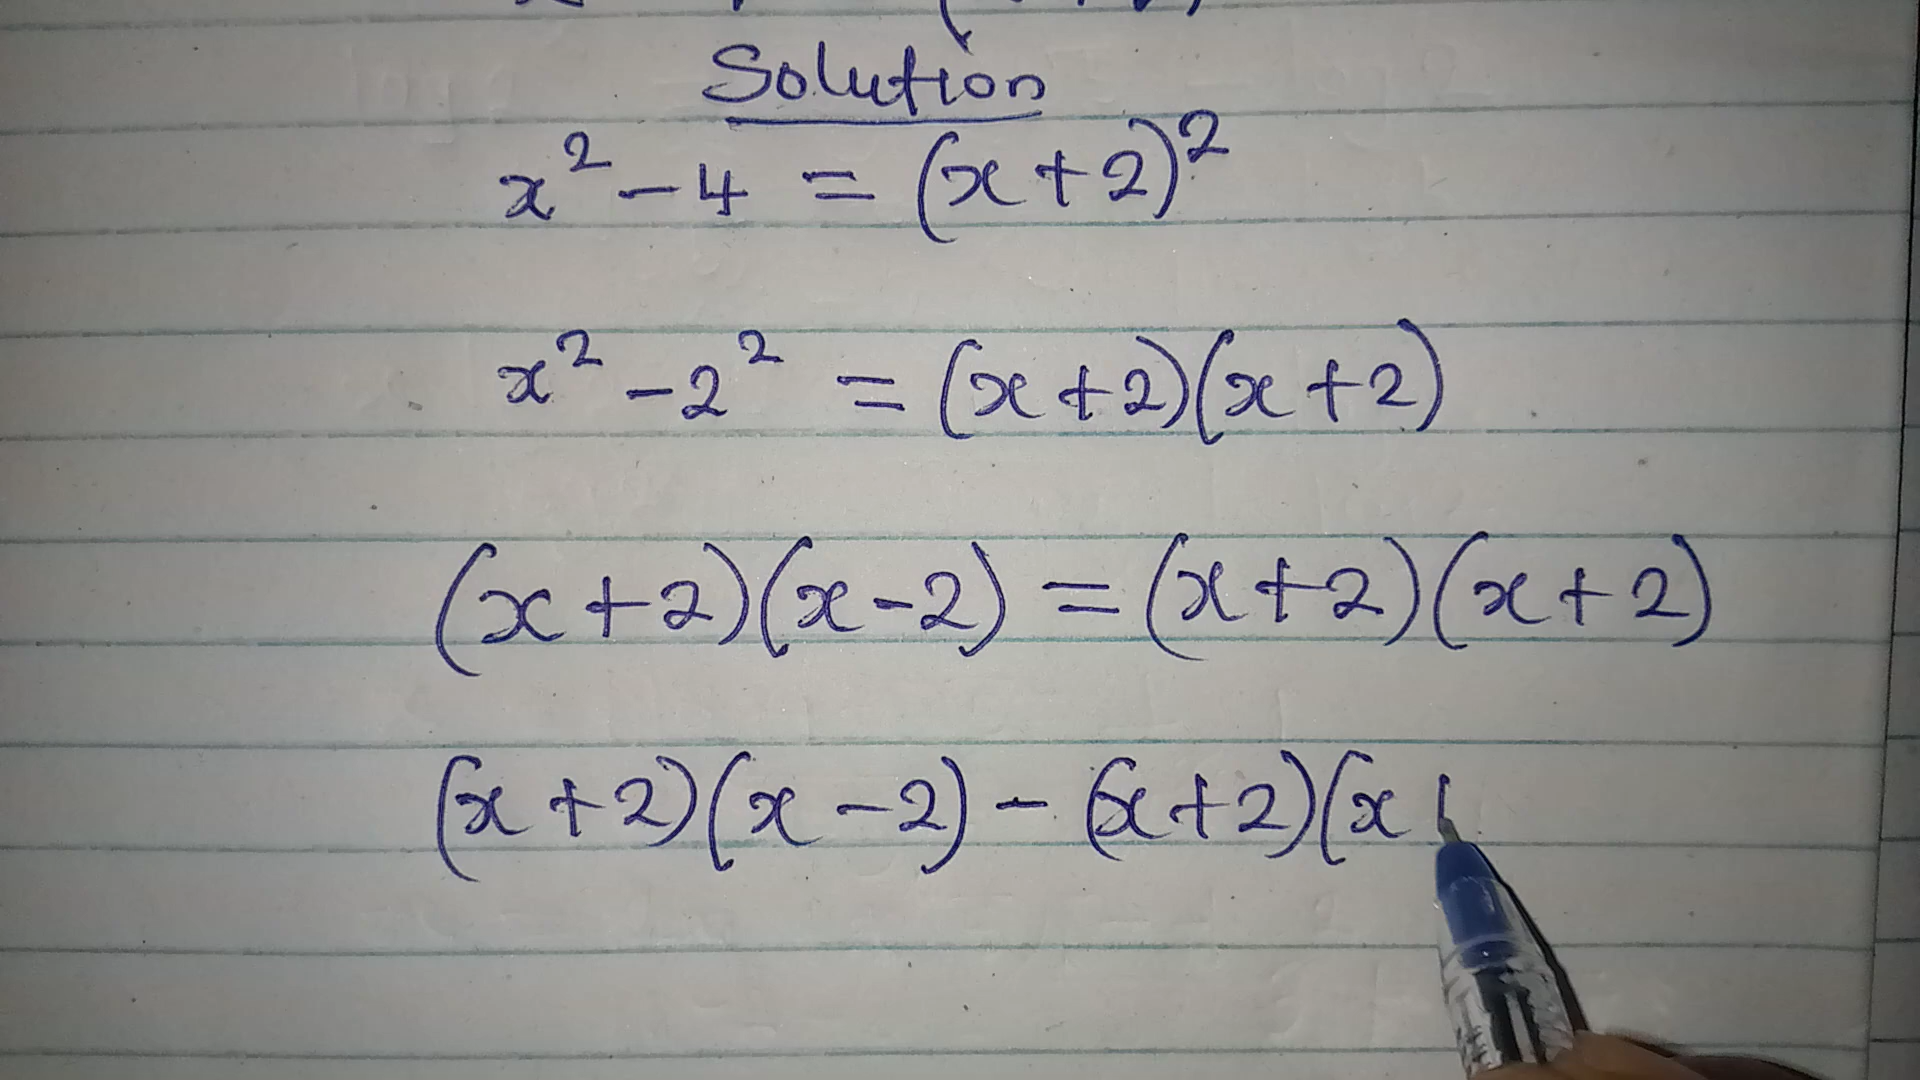 Solution
x² - 4 = (x+2)²
x² - 2² = (x+2)(x+2)
(x+2)(x-2) = (x+2)(x+2)
(x+2)(x-2) - (x+2)(x